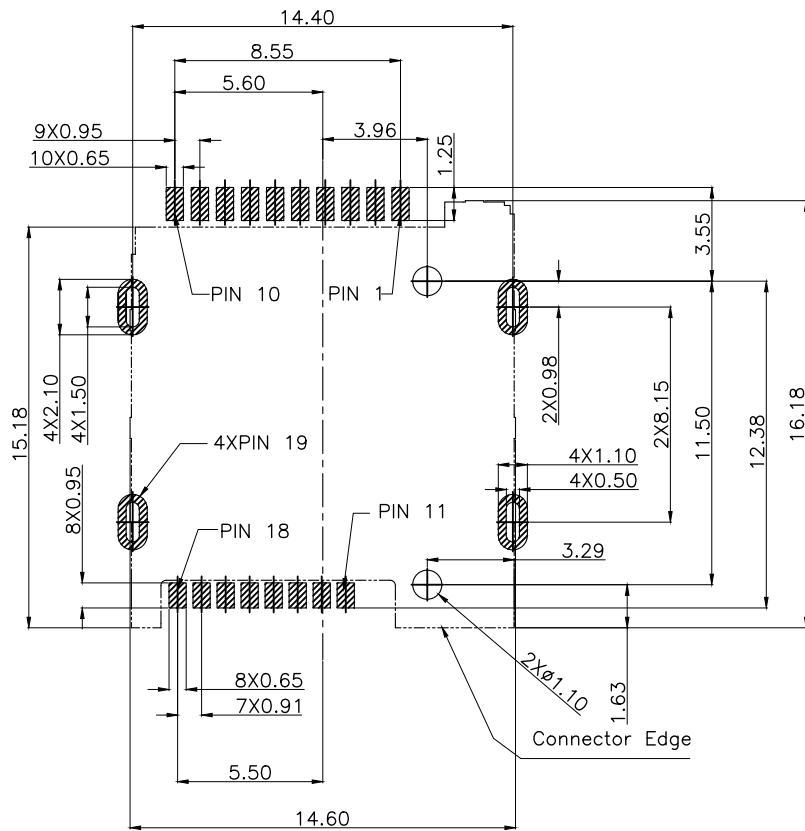 14.40
8.55
5.60
9X0.95
3.96
10X0.65
1.25
3.55
PIN 10
PIN 1
15.18
4X2.10
4X1.50
2X0.98
2X8.15
11.50
12.38
16.18
4XPIN 19
4X1.10
4X0.50
8X0.95
PIN 18
PIN 11
3.29
8X0.65
7X0.91
2Xø1.10
1.63
Connector Edge
5.50
14.60